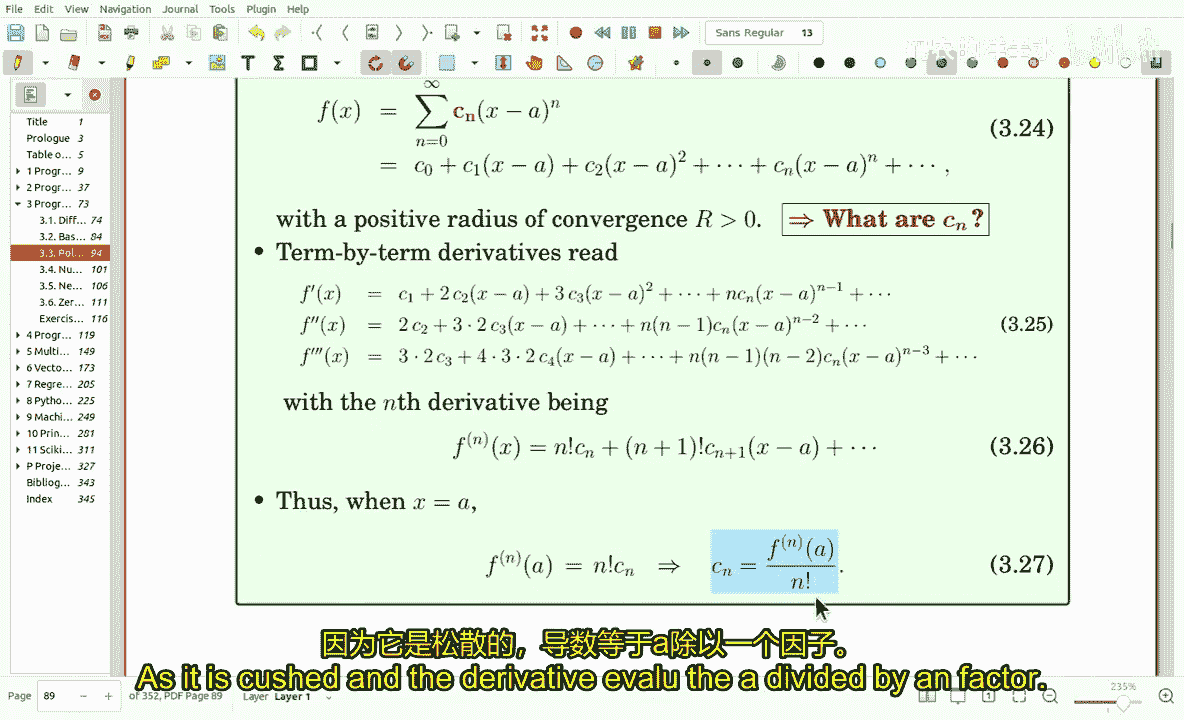 File Edit View Navigation Journal Tools Plugin Help
Sans Regular 13
Title 1
Prologue 3
Table o... 5
1 Progr... 9
2 Progr... 37
3 Progr... 73
3.1. Diff... 74
3.2. Bas... 84
3.3. Pol... 94
3.4. Nu... 101
3.5. Ne... 106
3.6. Zer... 111
Exercis... 116
4 Progr... 119
5 Multi... 149
6 Vecto... 173
7 Regre... 205
8 Pytho... 225
9 Machi... 249
10 Prin... 281
11 Sciki... 311
P Proje... 327
Bibliog... 343
Index 345
f(x) = ∑_{n=0}^{∞} c_n(x − a)^n (3.24)
= c_0 + c_1(x − a) + c_2(x − a)^2 + ··· + c_n(x − a)^n + ··· ,
with a positive radius of convergence R > 0. ⇒ What are c_n?
• Term-by-term derivatives read
f′(x) = c_1 + 2 c_2(x − a) + 3 c_3(x − a)^2 + ··· + nc_n(x − a)^{n−1} + ···
f″(x) = 2 c_2 + 3 · 2 c_3(x − a) + ··· + n(n − 1)c_n(x − a)^{n−2} + ··· (3.25)
f‴(x) = 3 · 2 c_3 + 4 · 3 · 2 c_4(x − a) + ··· + n(n − 1)(n − 2)c_n(x − a)^{n−3} + ···
with the nth derivative being
f^{(n)}(x) = n!c_n + (n + 1)!c_{n+1}(x − a) + ··· (3.26)
• Thus, when x = a,
f^{(n)}(a) = n!c_n ⇒ c_n = f^{(n)}(a) / n! . (3.27)
因为它是松散的，导数等于a除以一个因子。
As it is cushed and the derivative evalu the a divided by an factor.
Page 89 of 352, PDF Page 89 Layer Layer 1 235%